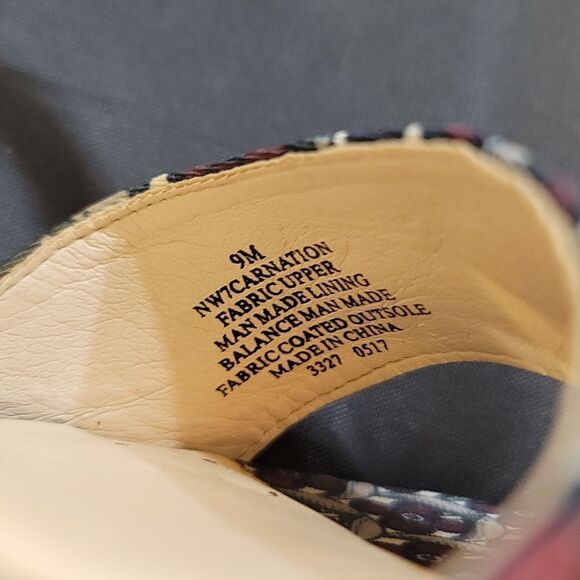 9M
NW7CARNATION
FABRIC UPPER
MAN MADE LINING
BALANCE MAN MADE
FABRIC COATED OUTSOLE
MADE IN CHINA
3327 0517